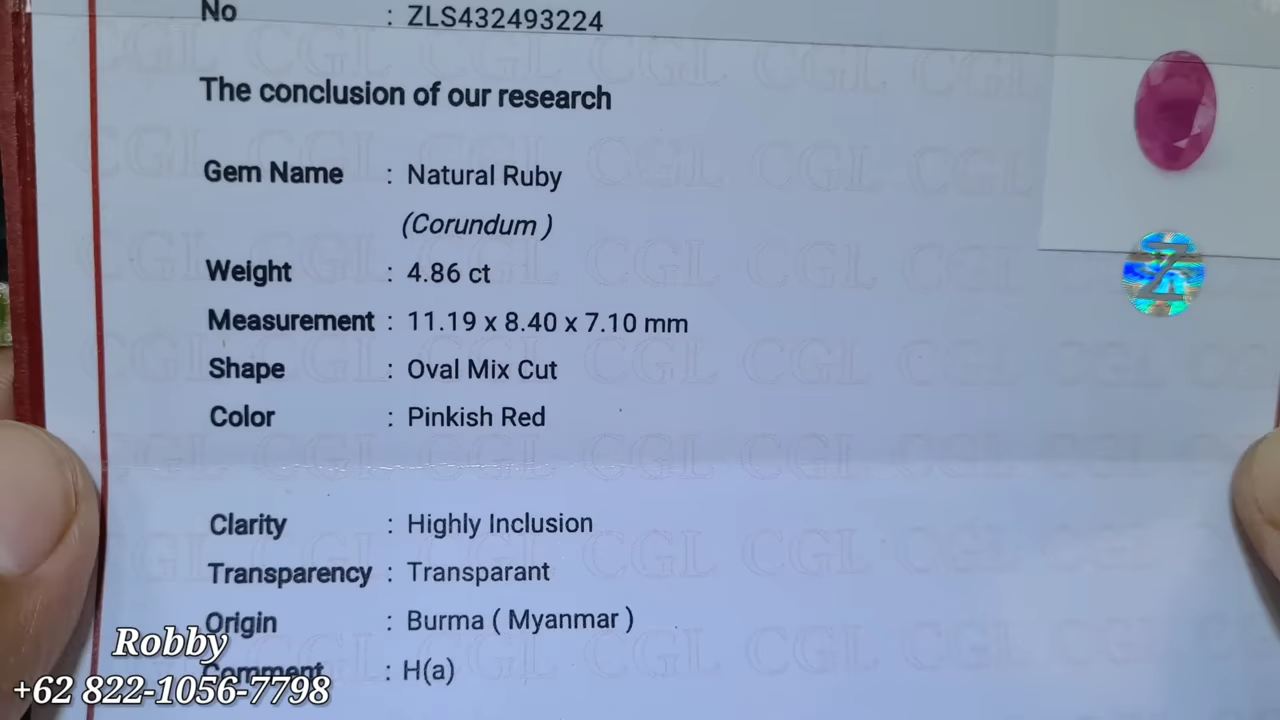 No : ZLS432493224
The conclusion of our research
Gem Name : Natural Ruby
(Corundum )
Weight : 4.86 ct
Measurement : 11.19 x 8.40 x 7.10 mm
Shape : Oval Mix Cut
Color : Pinkish Red
Clarity : Highly Inclusion
Transparency : Transparant
Origin : Burma ( Myanmar )
Comment : H(a)
Robby
+62 822-1056-7798
CGL